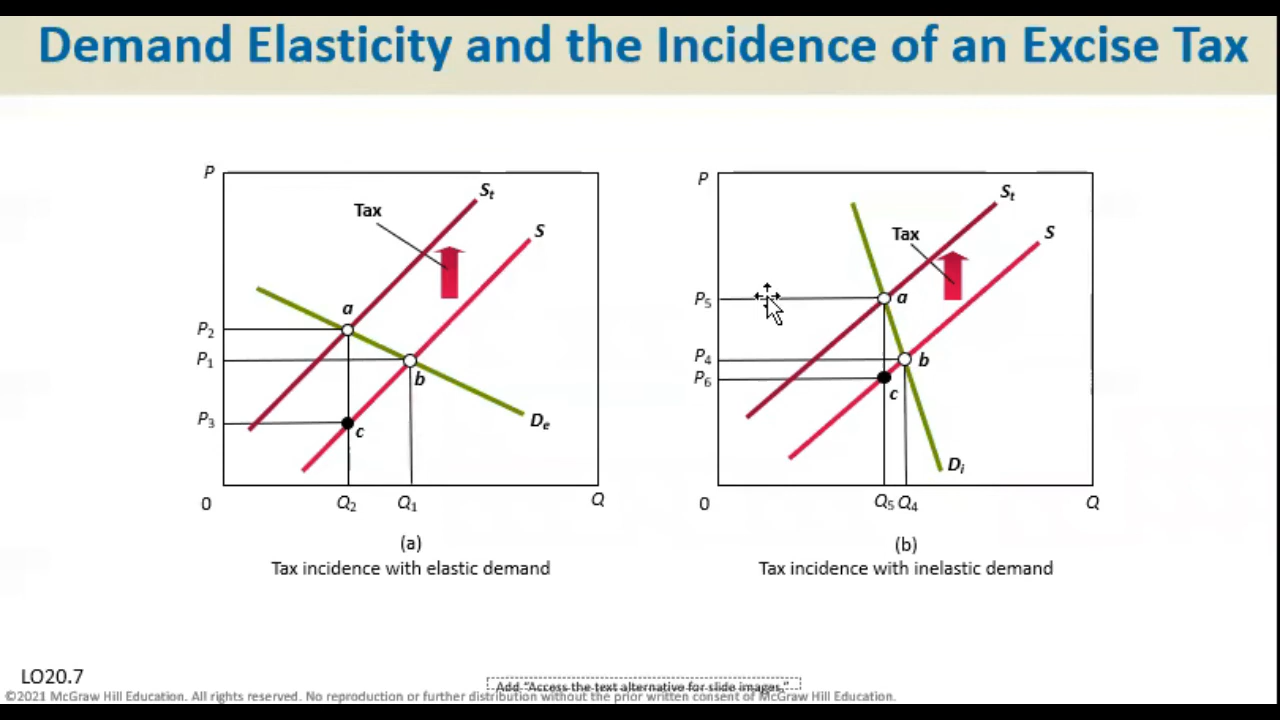 Demand Elasticity and the Incidence of an Excise Tax
P
Tax
Sₜ
S
a
P₂
P₁
b
P₃
c
Dₑ
0
Q₂
Q₁
Q
(a)
Tax incidence with elastic demand
P
Tax
Sₜ
S
P₅
a
P₄
b
P₆
c
Dᵢ
0
Q₅
Q₄
Q
(b)
Tax incidence with inelastic demand
LO20.7
Add "Access the text alternative for slide images."
©2021 McGraw Hill Education. All rights reserved. No reproduction or further distribution without the prior written consent of McGraw Hill Education.